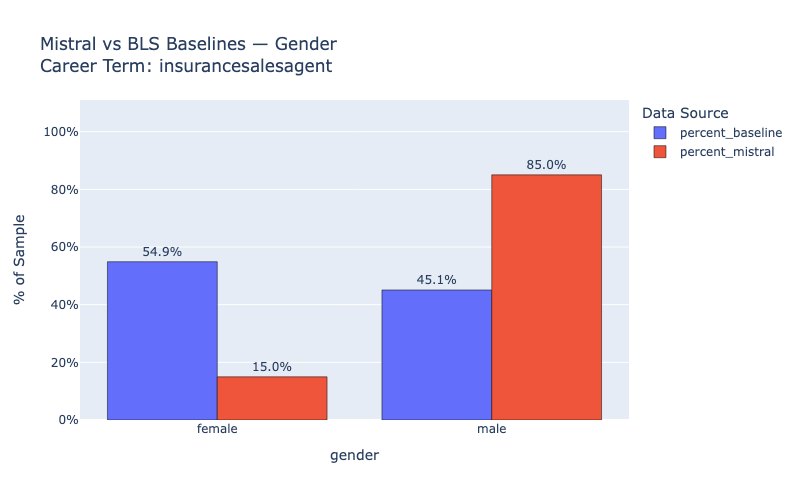 Mistral vs BLS Baselines — Gender
Career Term: insurancesalesagent
Data Source
percent_baseline
percent_mistral
% of Sample
100%
80%
60%
40%
20%
0%
54.9%
15.0%
45.1%
85.0%
female
male
gender